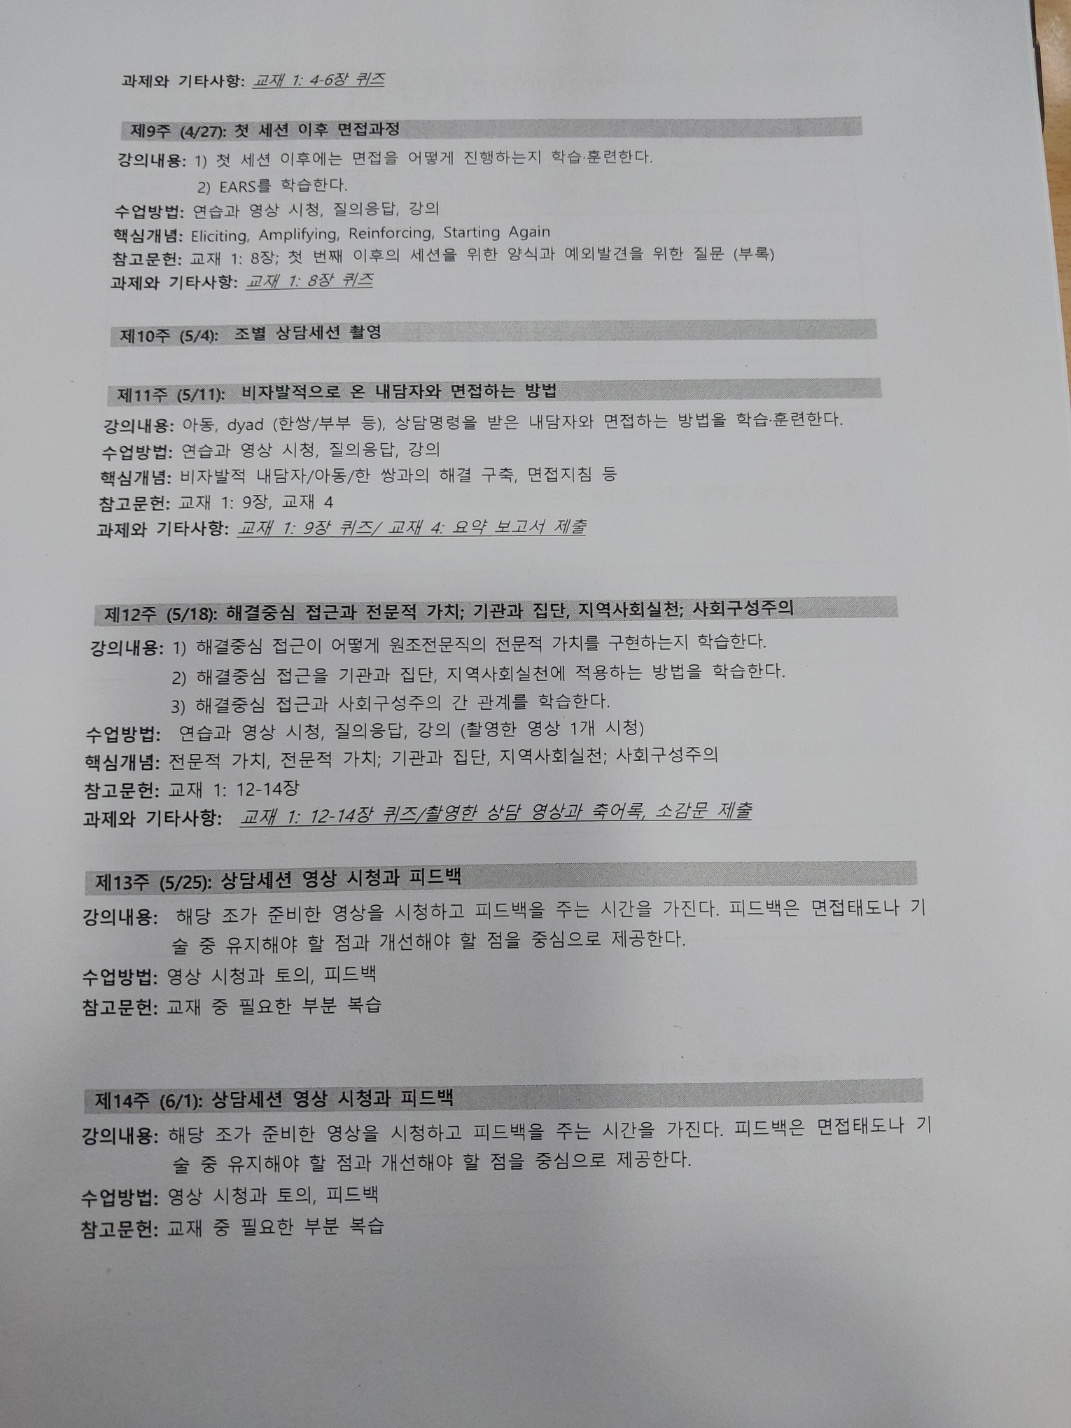 과제와 기타사항: 교재 1: 4-6장 퀴즈
제9주 (4/27): 첫 세션 이후 면접과정
강의내용: 1) 첫 세션 이후에는 면접을 어떻게 진행하는지 학습·훈련한다.
2) EARS를 학습한다.
수업방법: 연습과 영상 시청, 질의응답, 강의
핵심개념: Eliciting, Amplifying, Reinforcing, Starting Again
참고문헌: 교재 1: 8장; 첫 번째 이후의 세션을 위한 양식과 예외발견을 위한 질문 (부록)
과제와 기타사항: 교재 1: 8장 퀴즈
제10주 (5/4): 조별 상담세션 촬영
제11주 (5/11): 비자발적으로 온 내담자와 면접하는 방법
강의내용: 아동, dyad (한쌍/부부 등), 상담명령을 받은 내담자와 면접하는 방법을 학습·훈련한다.
수업방법: 연습과 영상 시청, 질의응답, 강의
핵심개념: 비자발적 내담자/아동/한 쌍과의 해결 구축, 면접지침 등
참고문헌: 교재 1: 9장, 교재 4
과제와 기타사항: 교재 1: 9장 퀴즈/ 교재 4: 요약 보고서 제출
제12주 (5/18): 해결중심 접근과 전문적 가치; 기관과 집단, 지역사회실천; 사회구성주의
강의내용: 1) 해결중심 접근이 어떻게 원조전문직의 전문적 가치를 구현하는지 학습한다.
2) 해결중심 접근을 기관과 집단, 지역사회실천에 적용하는 방법을 학습한다.
3) 해결중심 접근과 사회구성주의 간 관계를 학습한다.
수업방법: 연습과 영상 시청, 질의응답, 강의 (촬영한 영상 1개 시청)
핵심개념: 전문적 가치, 전문적 가치; 기관과 집단, 지역사회실천; 사회구성주의
참고문헌: 교재 1: 12-14장
과제와 기타사항: 교재 1: 12-14장 퀴즈/촬영한 상담 영상과 축어록, 소감문 제출
제13주 (5/25): 상담세션 영상 시청과 피드백
강의내용: 해당 조가 준비한 영상을 시청하고 피드백을 주는 시간을 가진다. 피드백은 면접태도나 기
술 중 유지해야 할 점과 개선해야 할 점을 중심으로 제공한다.
수업방법: 영상 시청과 토의, 피드백
참고문헌: 교재 중 필요한 부분 복습
제14주 (6/1): 상담세션 영상 시청과 피드백
강의내용: 해당 조가 준비한 영상을 시청하고 피드백을 주는 시간을 가진다. 피드백은 면접태도나 기
술 중 유지해야 할 점과 개선해야 할 점을 중심으로 제공한다.
수업방법: 영상 시청과 토의, 피드백
참고문헌: 교재 중 필요한 부분 복습